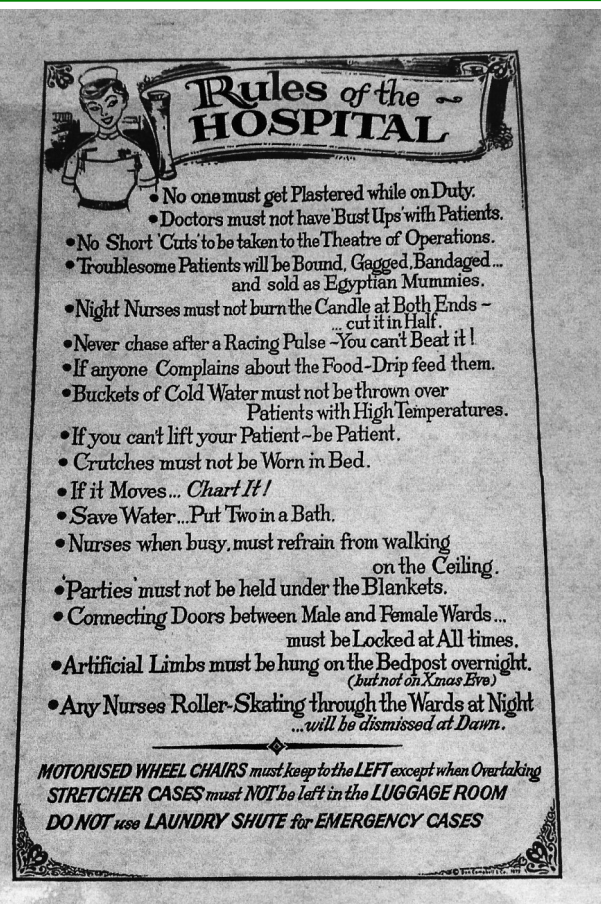 Rules of the
HOSPITAL
• No one must get Plastered while on Duty.
• Doctors must not have 'Bust Ups' with Patients.
• No Short 'Cuts' to be taken to the Theatre of Operations.
• Troublesome Patients will be Bound, Gagged, Bandaged...
and sold as Egyptian Mummies.
• Night Nurses must not burn the Candle at Both Ends ~
... cut it in Half.
• Never chase after a Racing Pulse ~ You can't Beat it!
• If anyone Complains about the Food-Drip feed them.
• Buckets of Cold Water must not be thrown over
Patients with High Temperatures.
• If you can't lift your Patient ~ be Patient.
• Crutches must not be Worn in Bed.
• If it Moves... Chart It!
• Save Water... Put Two in a Bath.
• Nurses when busy, must refrain from walking
on the Ceiling.
• 'Parties' must not be held under the Blankets.
• Connecting Doors between Male and Female Wards...
must be Locked at All times.
• Artificial Limbs must be hung on the Bedpost overnight.
(but not on Xmas Eve)
• Any Nurses Roller-Skating through the Wards at Night
...will be dismissed at Dawn.
MOTORISED WHEEL CHAIRS must keep to the LEFT except when Overtaking
STRETCHER CASES must NOT be left in the LUGGAGE ROOM
DO NOT use LAUNDRY SHUTE for EMERGENCY CASES
© Campbell & Co.